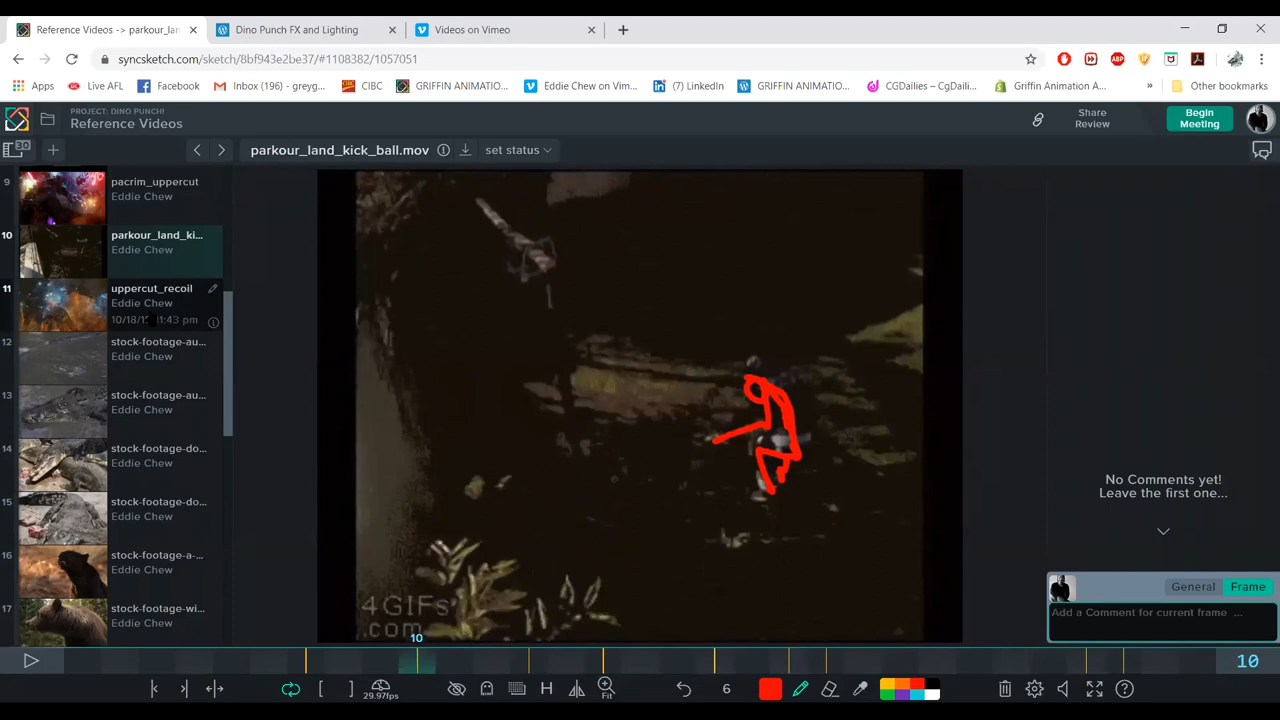 Reference Videos -> parkour_lan
Dino Punch FX and Lighting
Videos on Vimeo
syncsketch.com/sketch/8bf943e2be37/#1108382/1057051
Apps
Live AFL
Facebook
Inbox (196) - greyg...
CIBC
GRIFFIN ANIMATIO...
Eddie Chew on Vim...
(7) LinkedIn
GRIFFIN ANIMATIO...
CGDailies – CgDaili...
Griffin Animation A...
»
Other bookmarks
ABP
PROJECT: DINO PUNCH!
Reference Videos
Share
Review
Begin
Meeting
30
parkour_land_kick_ball.mov
set status
9
pacrim_uppercut
Eddie Chew
10
parkour_land_ki...
Eddie Chew
11
uppercut_recoil
Eddie Chew
12
stock-footage-au...
Eddie Chew
13
stock-footage-au...
Eddie Chew
14
stock-footage-do...
Eddie Chew
15
stock-footage-do...
Eddie Chew
16
stock-footage-a-...
Eddie Chew
17
stock-footage-wi...
Eddie Chew
4GIFs
.com
No Comments yet!
Leave the first one...
General
Frame
Add a Comment for current frame ...
10
10
29.97fps
H
Fit
6